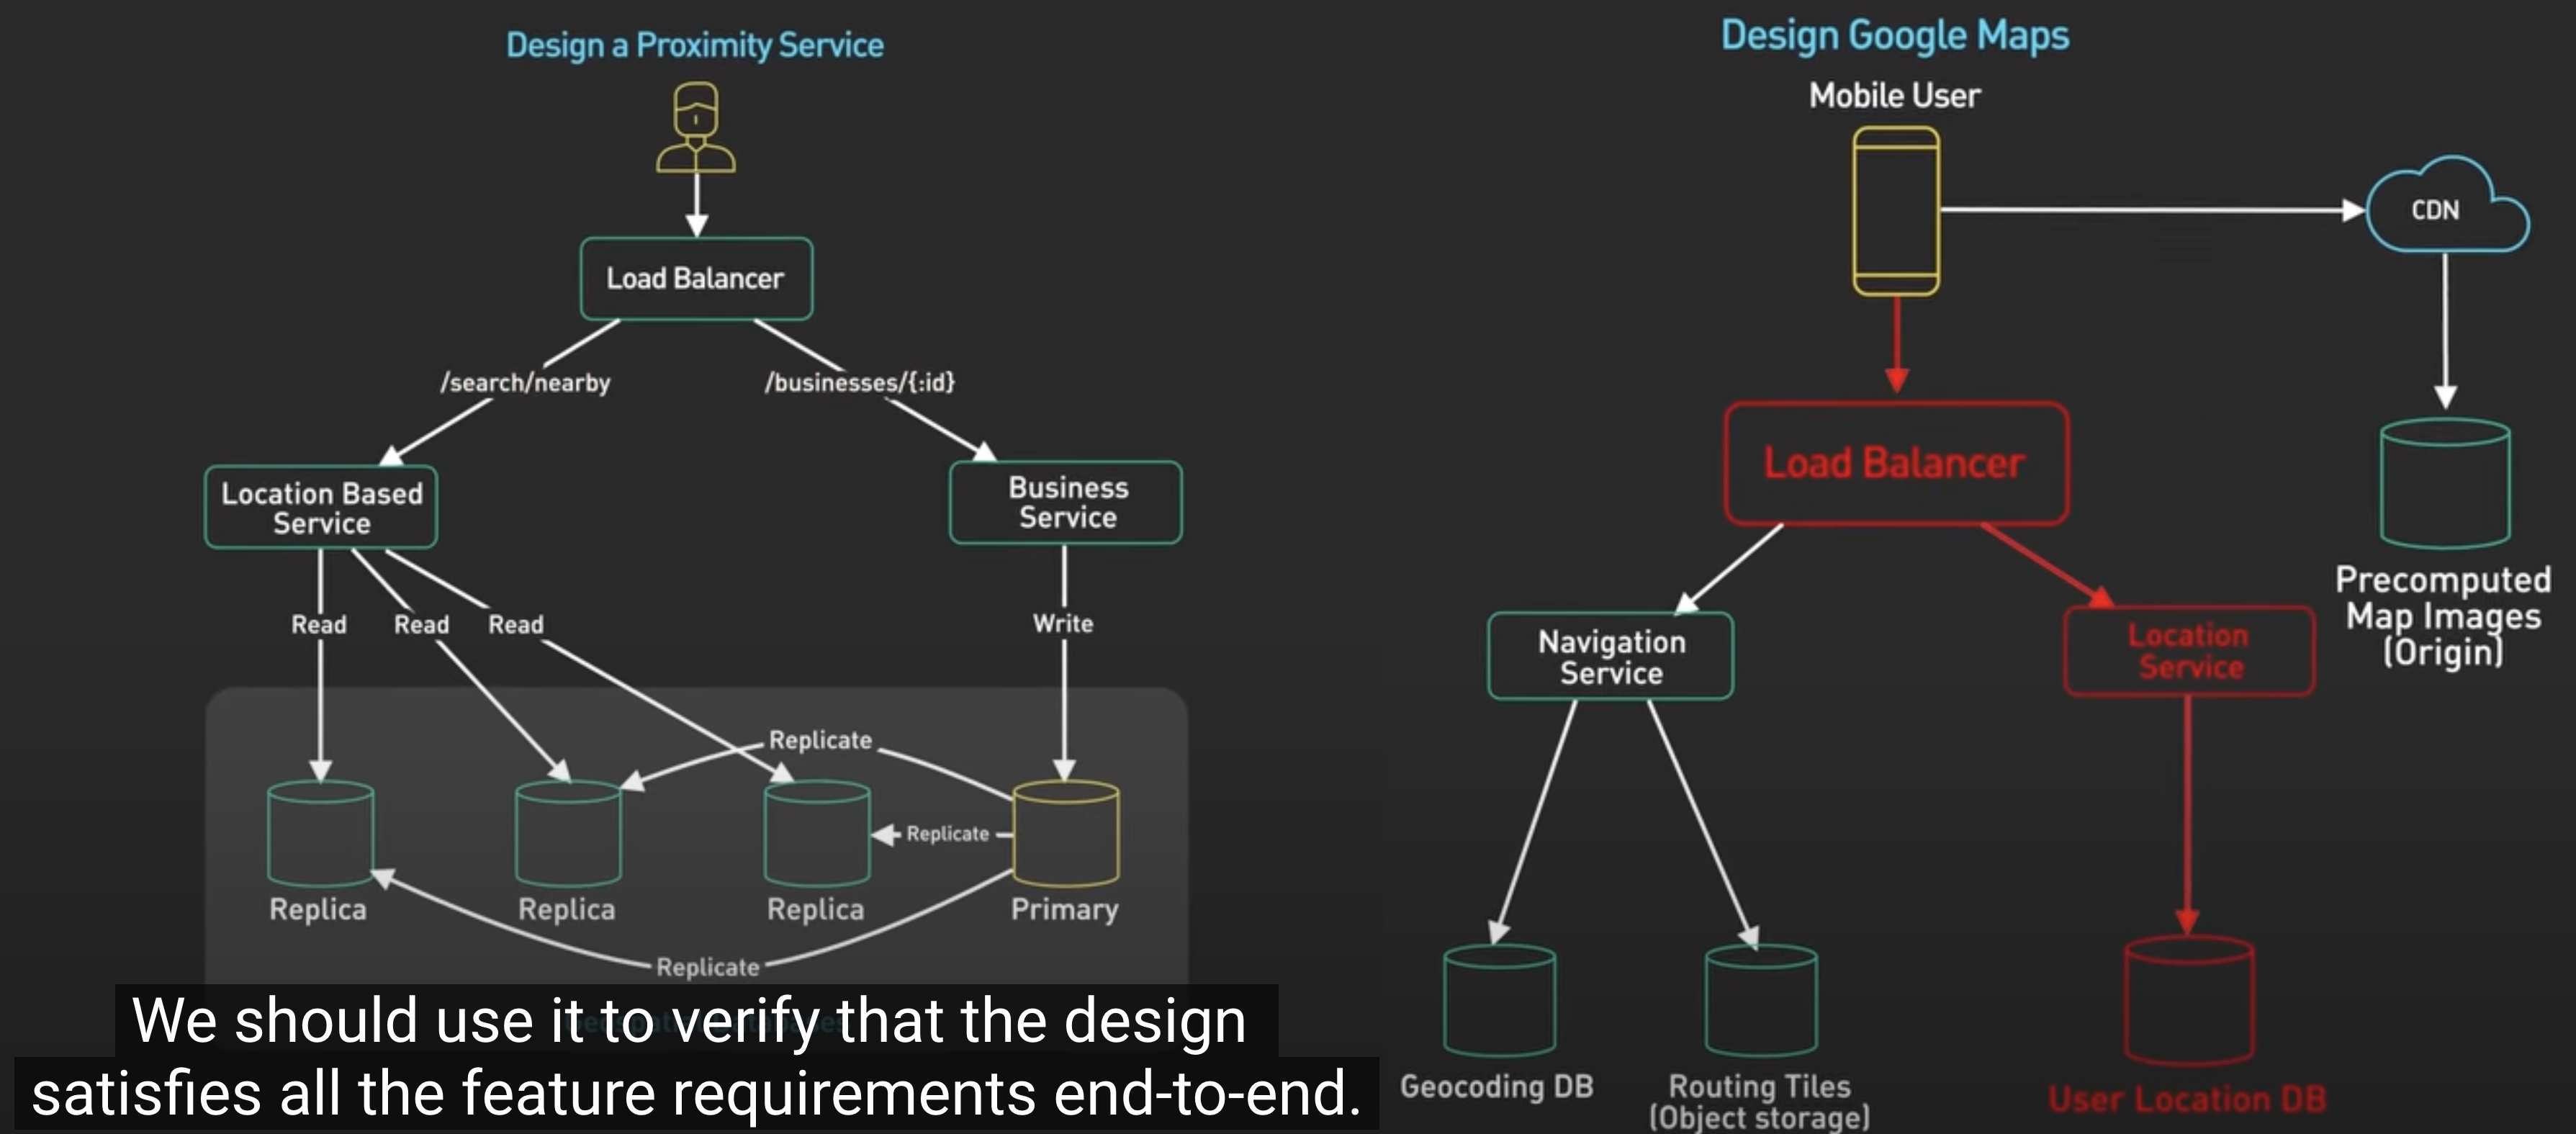 Design a Proximity Service
Load Balancer
/search/nearby
/businesses/{:id}
Location Based
Service
Business
Service
Read
Read
Read
Write
Replicate
Replicate
Replica
Replica
Replica
Primary
Replicate
We should use it to verify that the design
satisfies all the feature requirements end-to-end.
Design Google Maps
Mobile User
CDN
Load Balancer
Precomputed
Map Images
(Origin)
Navigation
Service
Location
Service
Geocoding DB
Routing Tiles
(Object storage)
User Location DB